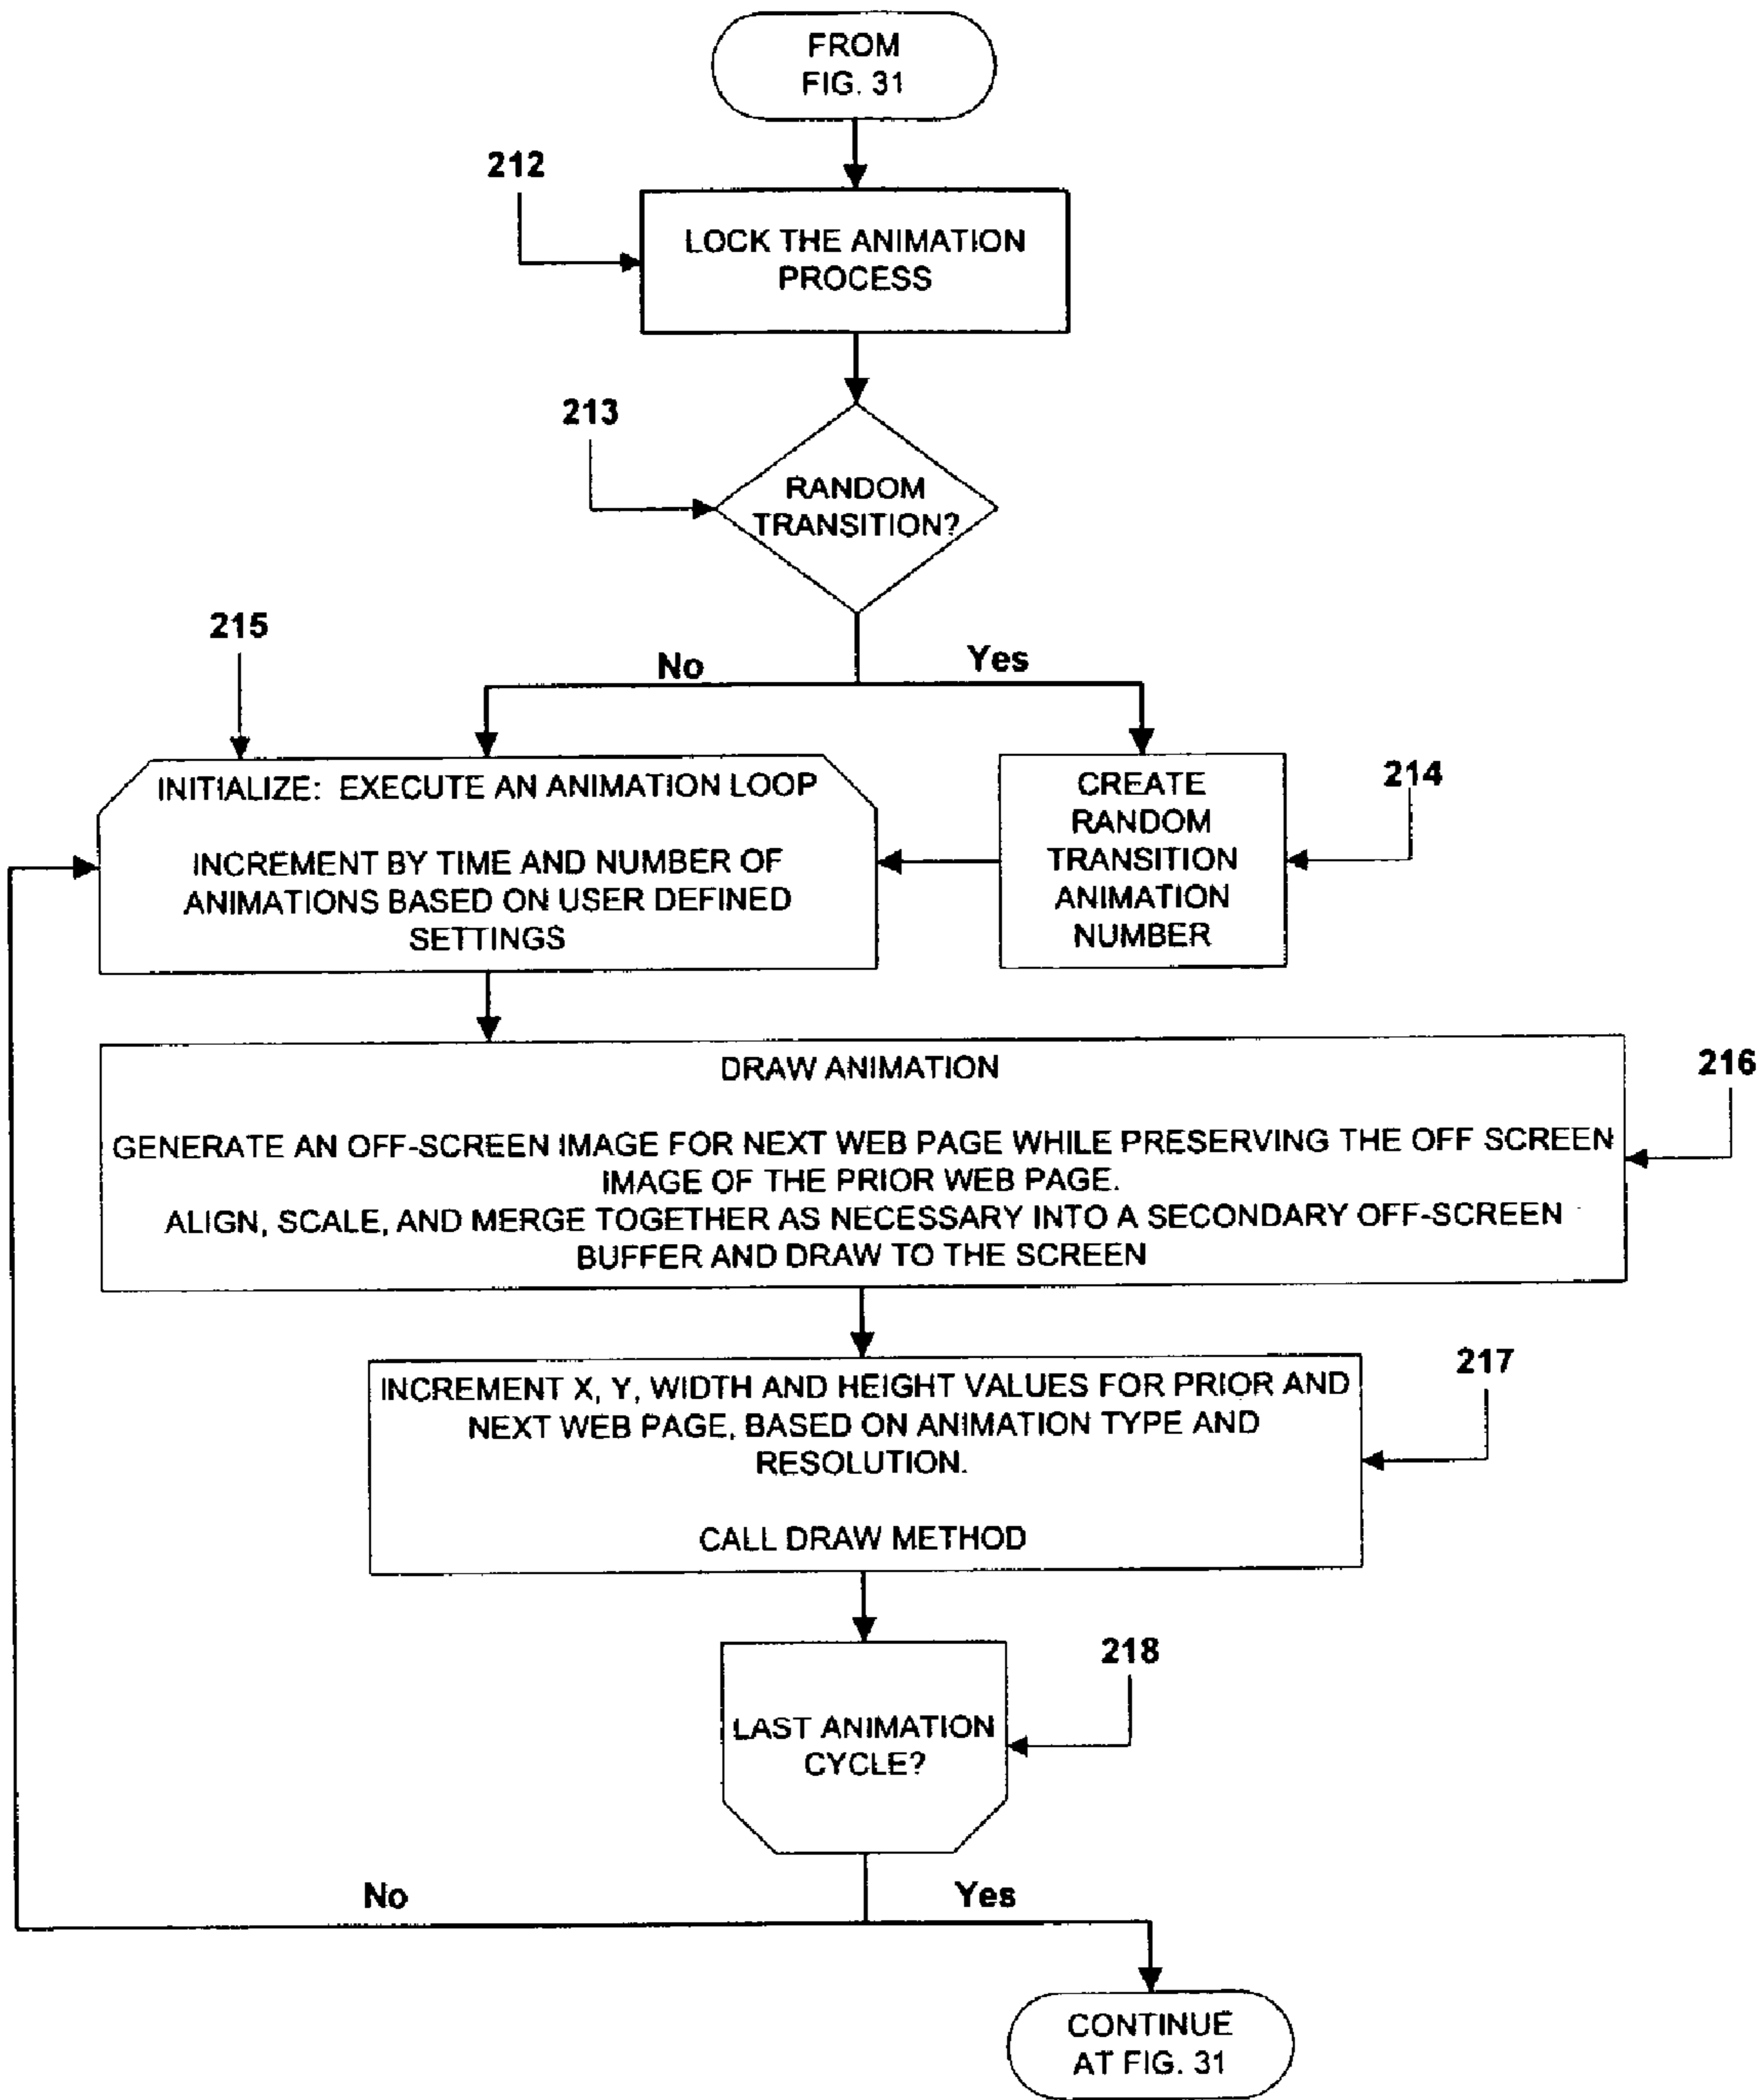 FROM
FIG. 31
212
LOCK THE ANIMATION
PROCESS
213
RANDOM
TRANSITION?
215
No
Yes
INITIALIZE: EXECUTE AN ANIMATION LOOP
INCREMENT BY TIME AND NUMBER OF
ANIMATIONS BASED ON USER DEFINED
SETTINGS
CREATE
RANDOM
TRANSITION
ANIMATION
NUMBER
214
DRAW ANIMATION
216
GENERATE AN OFF-SCREEN IMAGE FOR NEXT WEB PAGE WHILE PRESERVING THE OFF SCREEN
IMAGE OF THE PRIOR WEB PAGE.
ALIGN, SCALE, AND MERGE TOGETHER AS NECESSARY INTO A SECONDARY OFF-SCREEN
BUFFER AND DRAW TO THE SCREEN
217
INCREMENT X, Y, WIDTH AND HEIGHT VALUES FOR PRIOR AND
NEXT WEB PAGE, BASED ON ANIMATION TYPE AND
RESOLUTION.
CALL DRAW METHOD
218
LAST ANIMATION
CYCLE?
No
Yes
CONTINUE
AT FIG. 31